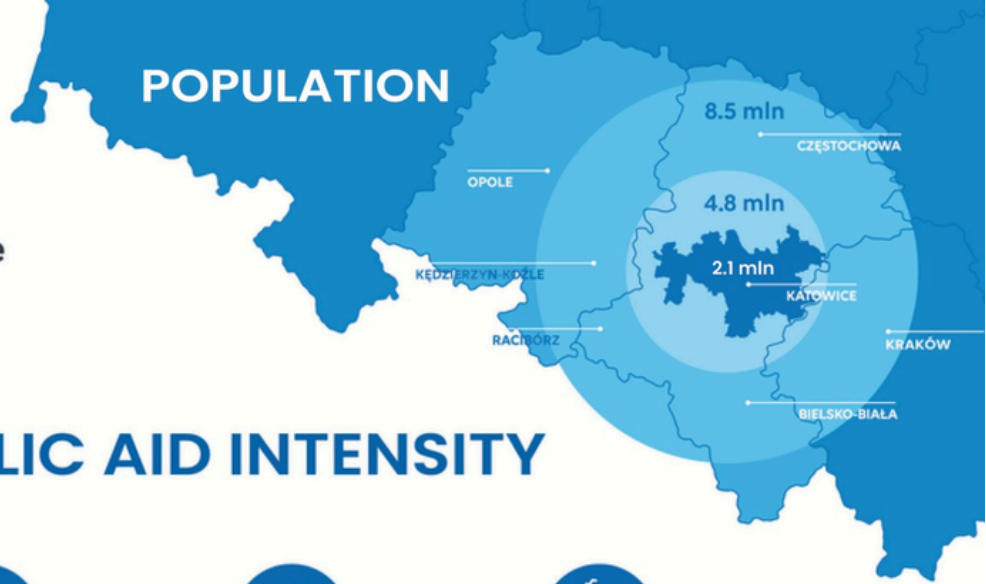 POPULATION
8.5 mln
CZĘSTOCHOWA
OPOLE
4.8 mln
e
2.1 mln
KĘDZIERZYN-KOŹLE
KATOWICE
RACIBÓRZ
KRAKÓW
BIELSKO-BIAŁA
LIC AID INTENSITY